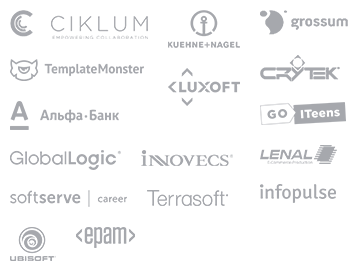 CIKLUM
EMPOWERING COLLABORATION
KUEHNE+NAGEL
grossum
TemplateMonster
<LUXOFT
CRYTEK
А Альфа·Банк
GO ITeens
GlobalLogic®
INNOVECS®
LENAL
softserve | career
Terrasoft
infopulse
UBISOFT
<epam>